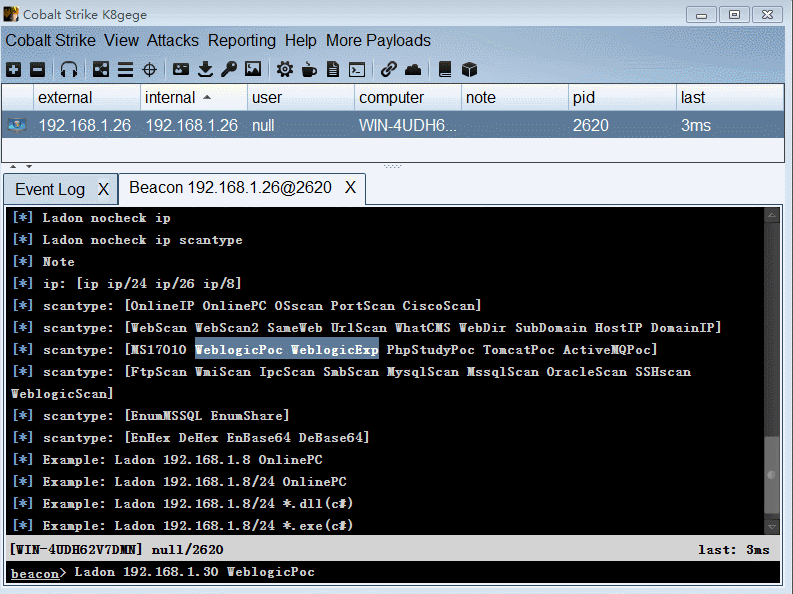 Cobalt Strike K8gege
Cobalt Strike View Attacks Reporting Help More Payloads
external internal user computer note pid last
192.168.1.26 192.168.1.26 null WIN-4UDH6... 2620 3ms
Event Log X Beacon 192.168.1.26@2620 X
[*] Ladon nocheck ip
[*] Ladon nocheck ip scantype
[*] Note
[*] ip: [ip ip/24 ip/26 ip/8]
[*] scantype: [OnlineIP OnlinePC OSscan PortScan CiscoScan]
[*] scantype: [WebScan WebScan2 SameWeb UrlScan WhatCMS WebDir SubDomain HostIP DomainIP]
[*] scantype: [MS17010 WeblogicPoc WeblogicExp PhpStudyPoc TomcatPoc ActiveMQPoc]
[*] scantype: [FtpScan WmiScan IpcScan SmbScan MysqlScan MssqlScan OracleScan SSHscan
WeblogicScan]
[*] scantype: [EnumMSSQL EnumShare]
[*] scantype: [EnHex DeHex EnBase64 DeBase64]
[*] Example: Ladon 192.168.1.8 OnlinePC
[*] Example: Ladon 192.168.1.8/24 OnlinePC
[*] Example: Ladon 192.168.1.8/24 *.dll(c#)
[*] Example: Ladon 192.168.1.8/24 *.exe(c#)
[WIN-4UDH62V7DMN] null/2620 last: 3ms
beacon> Ladon 192.168.1.30 WeblogicPoc